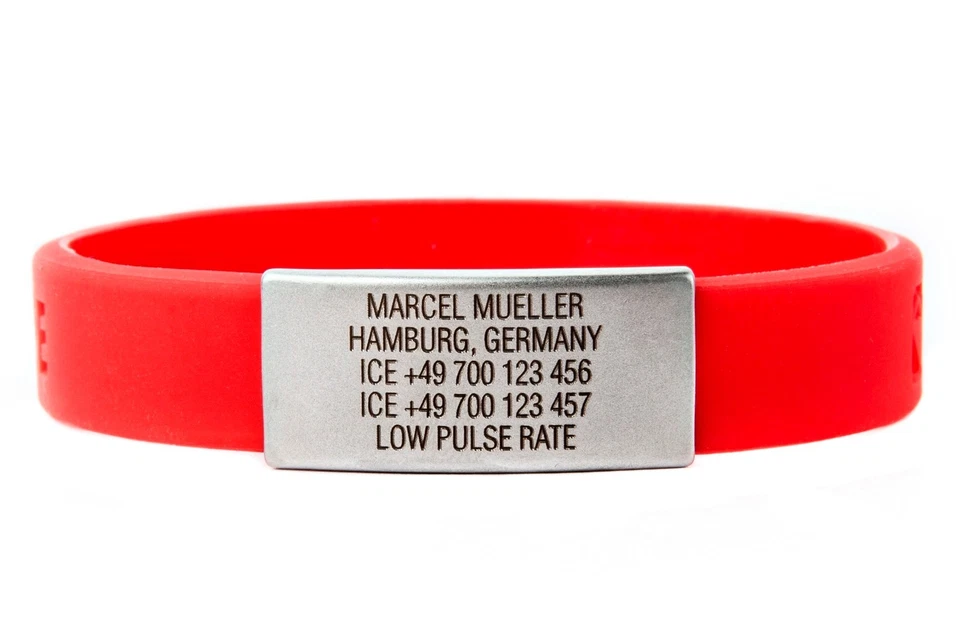 MARCEL MUELLER
HAMBURG, GERMANY
ICE +49 700 123 456
ICE +49 700 123 457
LOW PULSE RATE